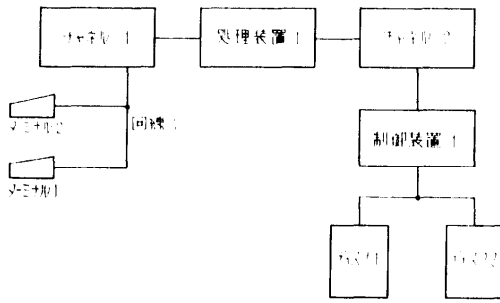 チャネル 1
処理装置 1
チャネル 2
ターミナル2
回線 1
制御装置 1
ターミナル1
ディスク1
ディスク2